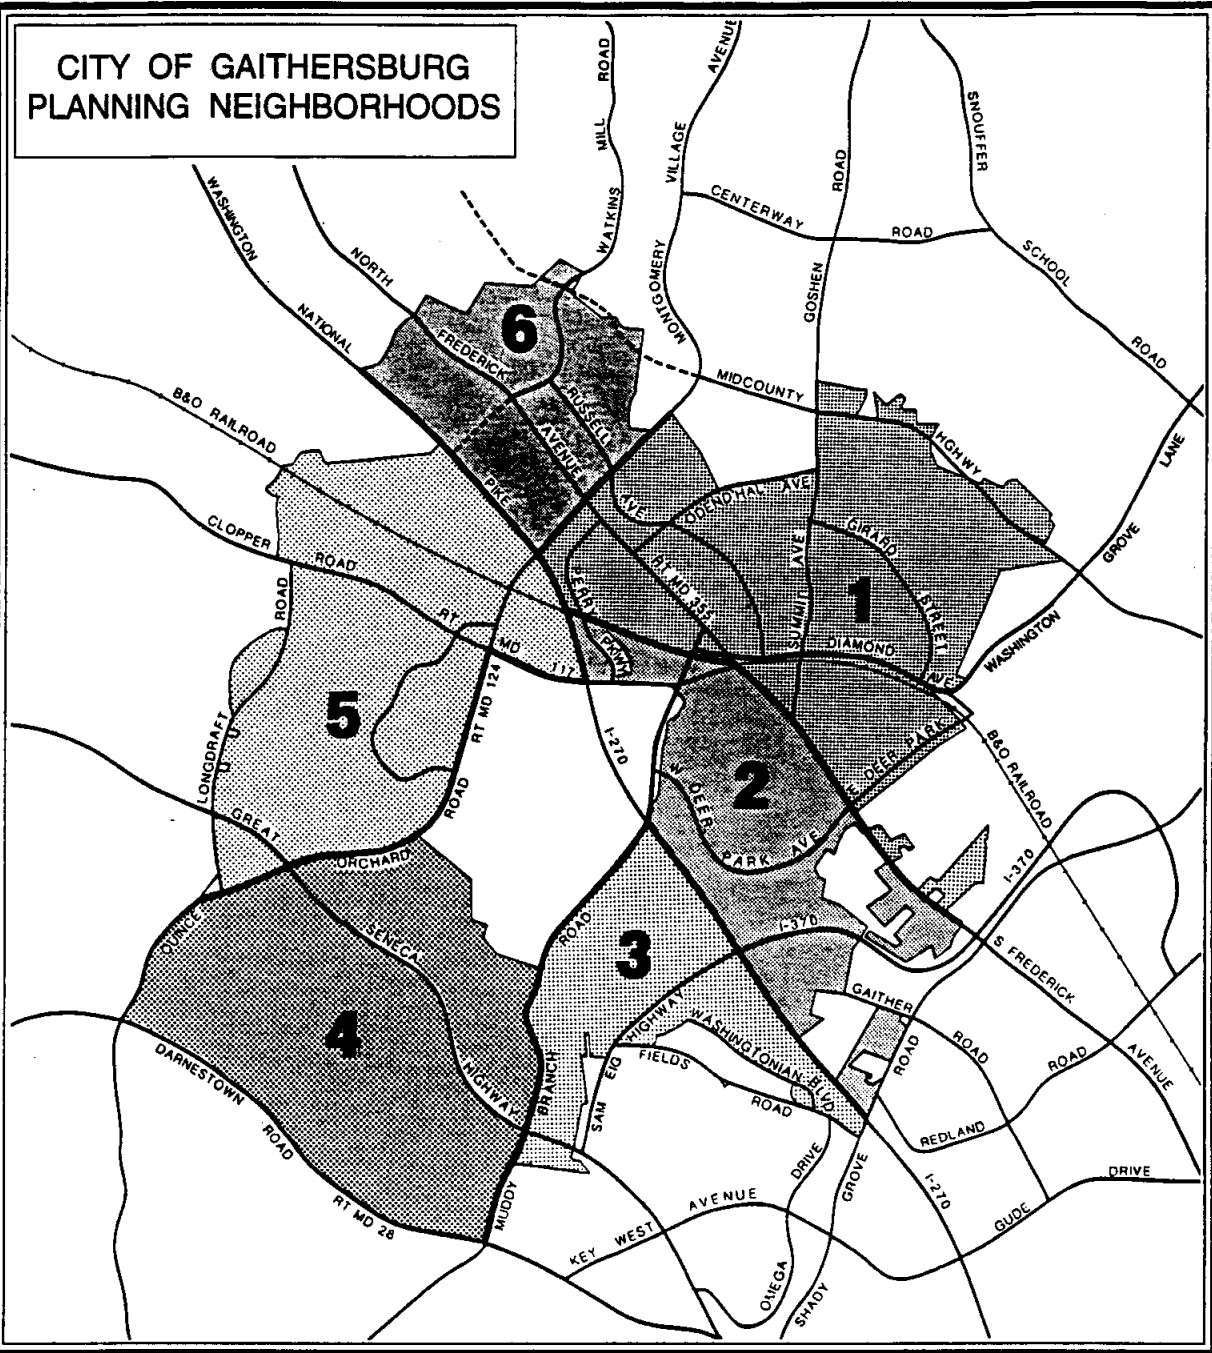 CITY OF GAITHERSBURG
PLANNING NEIGHBORHOODS
WATKINS MILL ROAD
MONTGOMERY VILLAGE AVENUE
GOSHEN ROAD
SNOUFFER SCHOOL ROAD
CENTERWAY ROAD
WASHINGTON NATIONAL PIKE
NORTH FREDERICK AVENUE
6
RUSSELL AVE
MIDCOUNTY HGHWY
B&O RAILROAD
ODEND'HAL AVE
WASHINGTON GROVE LANE
CLOPPER ROAD
RT MD 117
PERRY PKWY
RT MD 355
SUMMIT AVE
GIRARD STREET
1
DIAMOND AVE
5
LONGDRAFT ROAD
RT MD 124
I-270
2
W DEER PARK AVE
E DEER PARK
B&O RAILROAD
GREAT SENECA HIGHWAY
QUINCE ORCHARD ROAD
I-370
I-370
3
MUDDY BRANCH ROAD
4
S FREDERICK AVENUE
GAITHER ROAD
SAM EIG HIGHWAY
WASHINGTONIAN BLVD
FIELDS ROAD
DARNESTOWN ROAD
RT MD 28
REDLAND ROAD
OMEGA DRIVE
SHADY GROVE ROAD
KEY WEST AVENUE
I-270
GUDE DRIVE